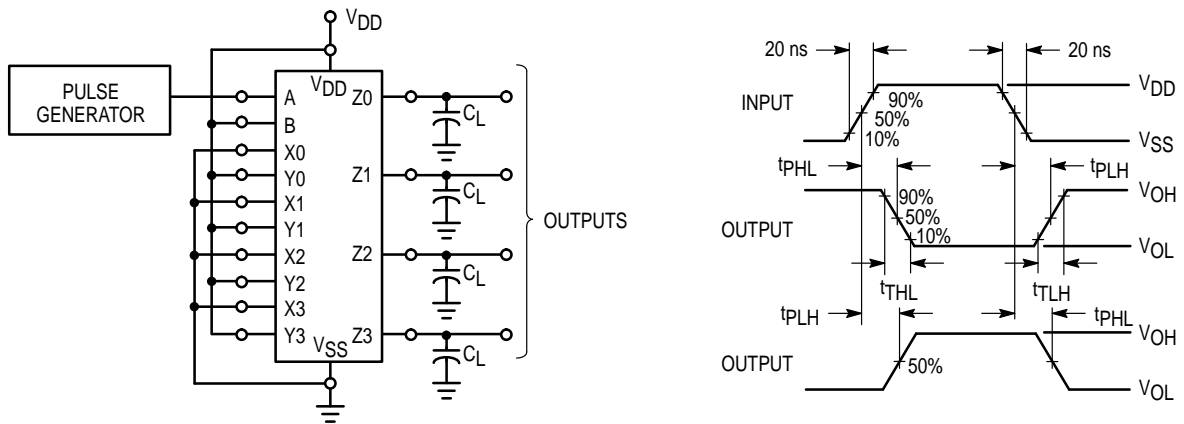 VDD
PULSE
GENERATOR
VDD
A
B
X0
Y0
X1
Y1
X2
Y2
X3
Y3
VSS
Z0
Z1
Z2
Z3
CL
CL
CL
CL
OUTPUTS
20 ns
20 ns
INPUT
90%
50%
10%
VDD
VSS
tPHL
tPLH
OUTPUT
90%
50%
10%
VOH
VOL
tTHL
tTLH
tPLH
tPHL
OUTPUT
50%
VOH
VOL